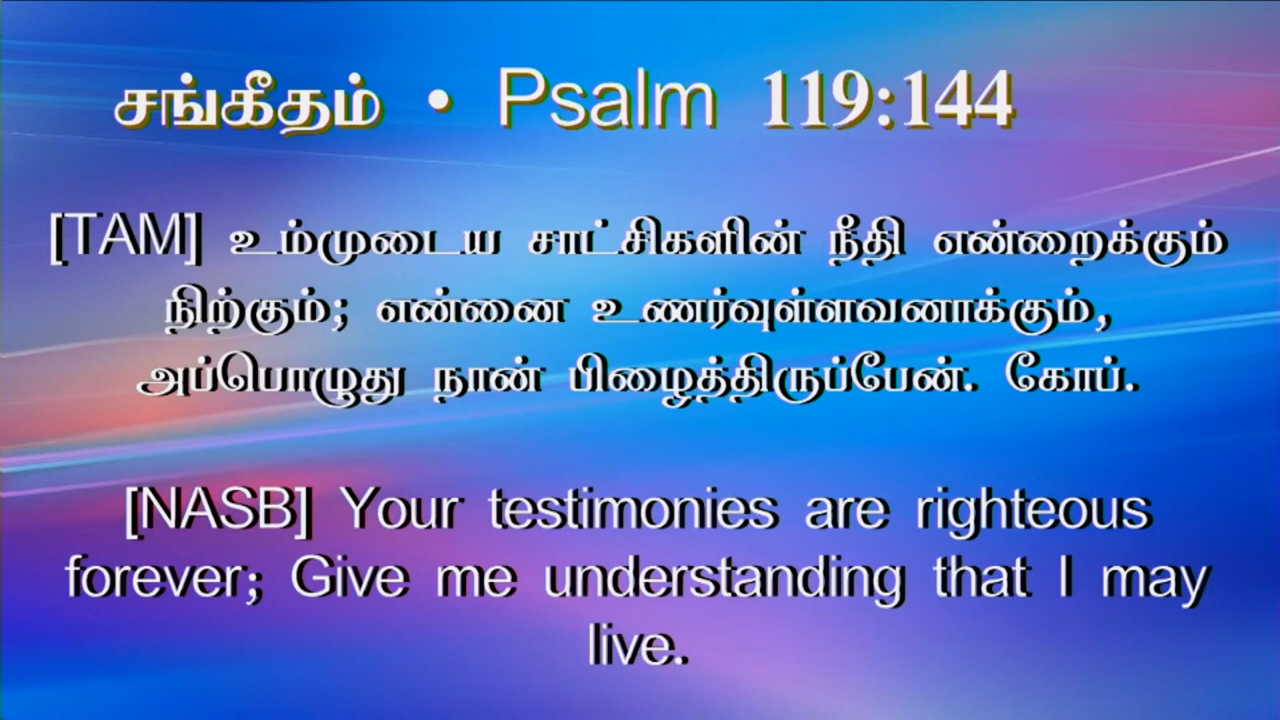 சங்கீதம் • Psalm 119:144
[TAM] உம்முடைய சாட்சிகளின் நீதி என்றைக்கும்
நிற்கும்; என்னை உணர்வுள்ளவனாக்கும்,
அப்பொழுது நான் பிழைத்திருப்பேன். கோப்.
[NASB] Your testimonies are righteous
forever; Give me understanding that I may
live.